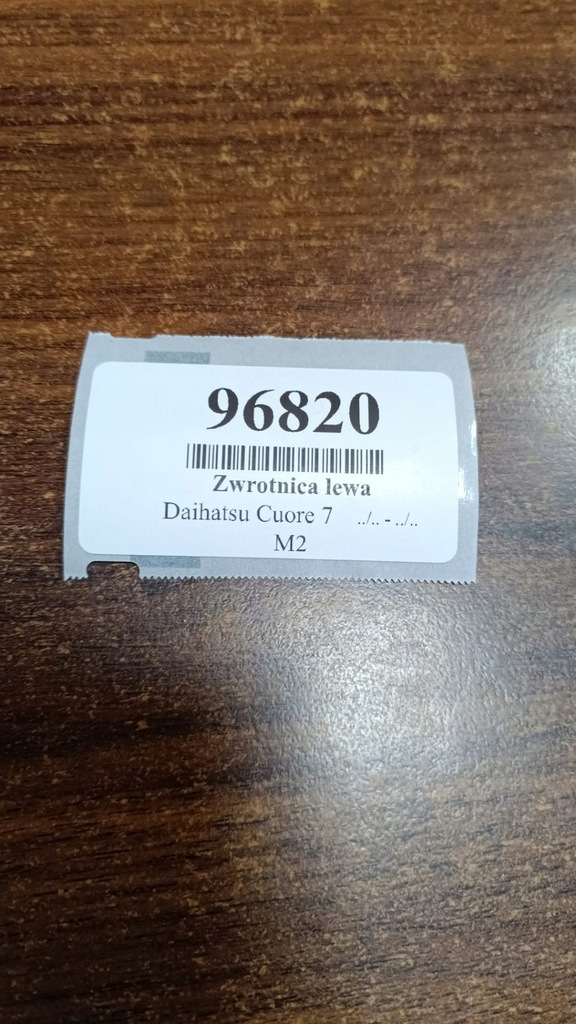 96820
Zwrotnica lewa
Daihatsu Cuore 7 ../.. - ../..
M2